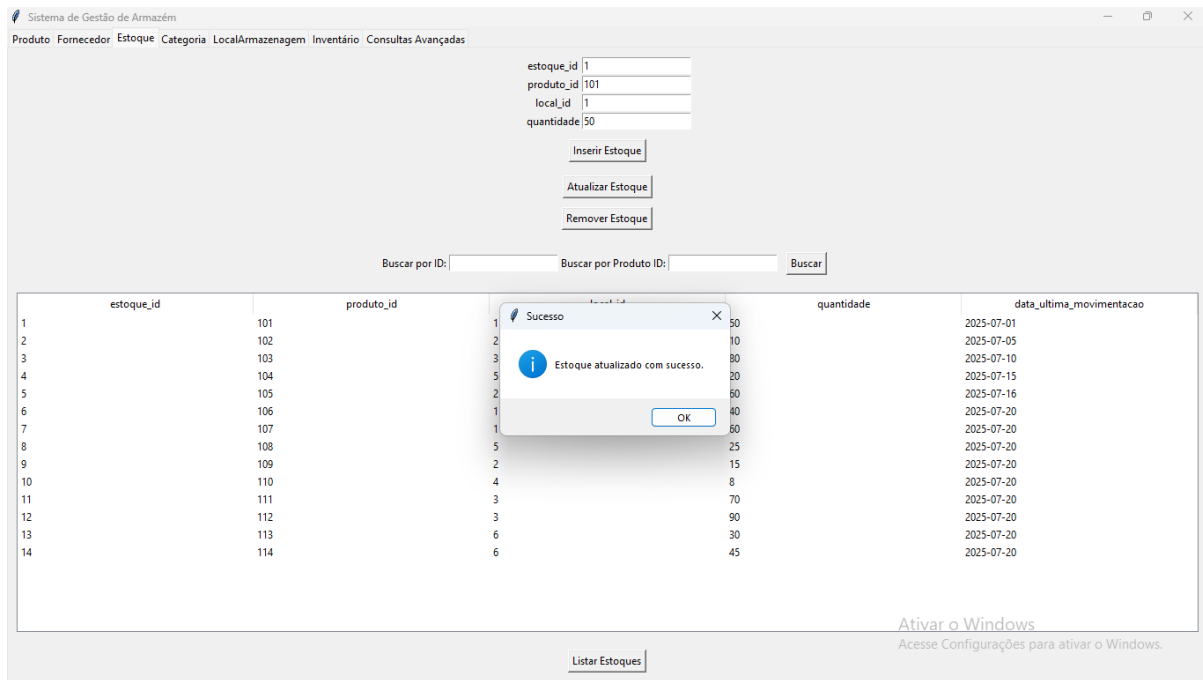 Sistema de Gestão de Armazém
Produto Fornecedor Estoque Categoria LocalArmazenagem Inventário Consultas Avançadas
estoque_id 1
produto_id 101
local_id 1
quantidade 50
Inserir Estoque
Atualizar Estoque
Remover Estoque
Buscar por ID: Buscar por Produto ID: Buscar
estoque_id produto_id local_id quantidade data_ultima_movimentacao
1 101 1 50 2025-07-01
2 102 2 10 2025-07-05
3 103 3 80 2025-07-10
4 104 5 20 2025-07-15
5 105 2 60 2025-07-16
6 106 1 40 2025-07-20
7 107 1 60 2025-07-20
8 108 5 25 2025-07-20
9 109 2 15 2025-07-20
10 110 4 8 2025-07-20
11 111 3 70 2025-07-20
12 112 3 90 2025-07-20
13 113 6 30 2025-07-20
14 114 6 45 2025-07-20
Sucesso
Estoque atualizado com sucesso.
OK
Ativar o Windows
Acesse Configurações para ativar o Windows.
Listar Estoques